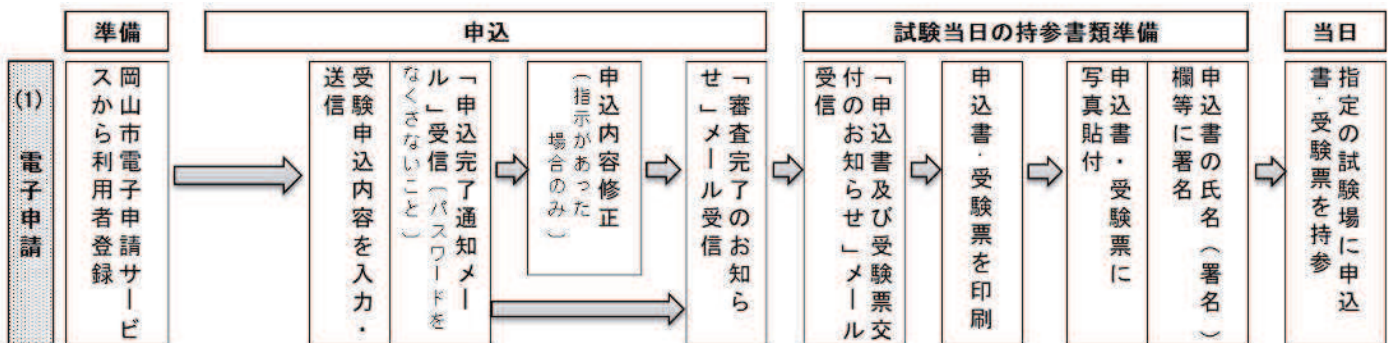 準備
申込
試験当日の持参書類準備
当日
(1)
電子申請
岡山市電子申請サービ
スから利用者登録
受験申込内容を入力・
送信
「申込完了通知メー
ル」受信（パスワードを
なくさないこと）
申込内容修正
（指示があった
場合のみ）
「審査完了のお知ら
せ」メール受信
「申込書及び受験票交
付のお知らせ」メール
受信
申込書・受験票を印刷
申込書・受験票に
写真貼付
申込書の氏名（署名）
欄等に署名
指定の試験場に申込
書・受験票を持参